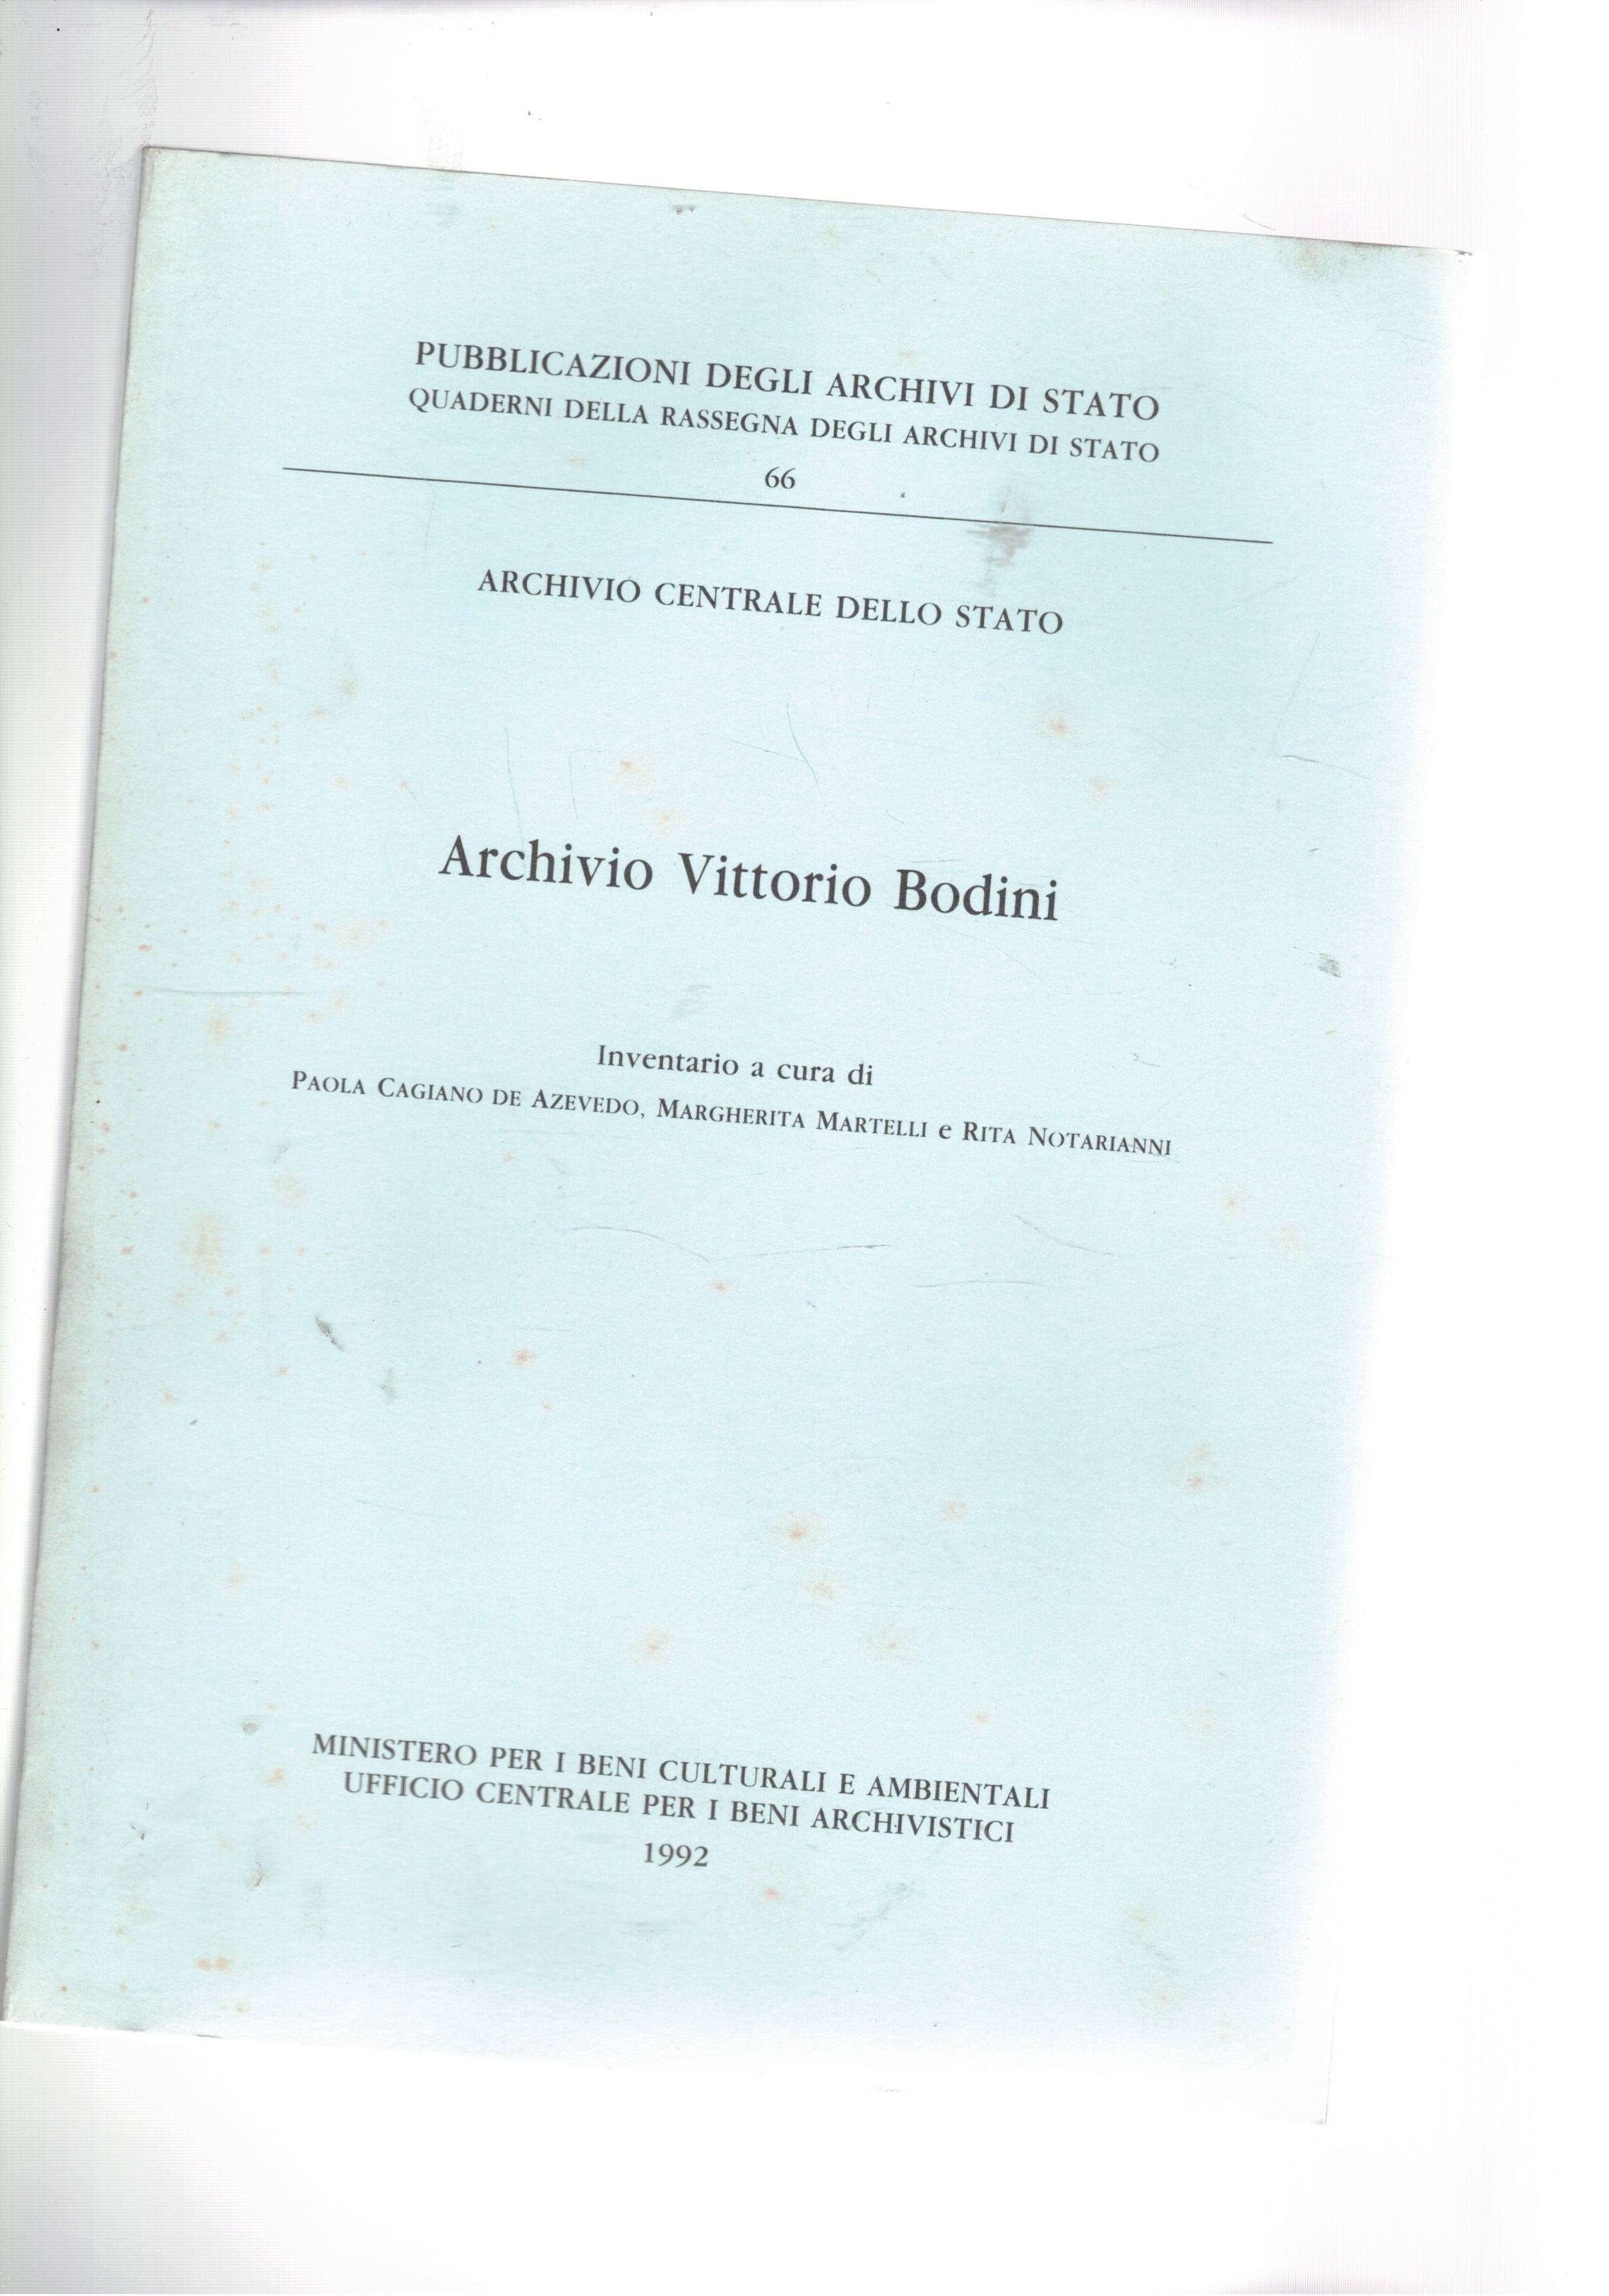 PUBBLICAZIONI DEGLI ARCHIVI DI STATO
QUADERNI DELLA RASSEGNA DEGLI ARCHIVI DI STATO
66
ARCHIVIO CENTRALE DELLO STATO
Archivio Vittorio Bodini
Inventario a cura di
PAOLA CAGIANO DE AZEVEDO, MARGHERITA MARTELLI e RITA NOTARIANNI
MINISTERO PER I BENI CULTURALI E AMBIENTALI
UFFICIO CENTRALE PER I BENI ARCHIVISTICI
1992